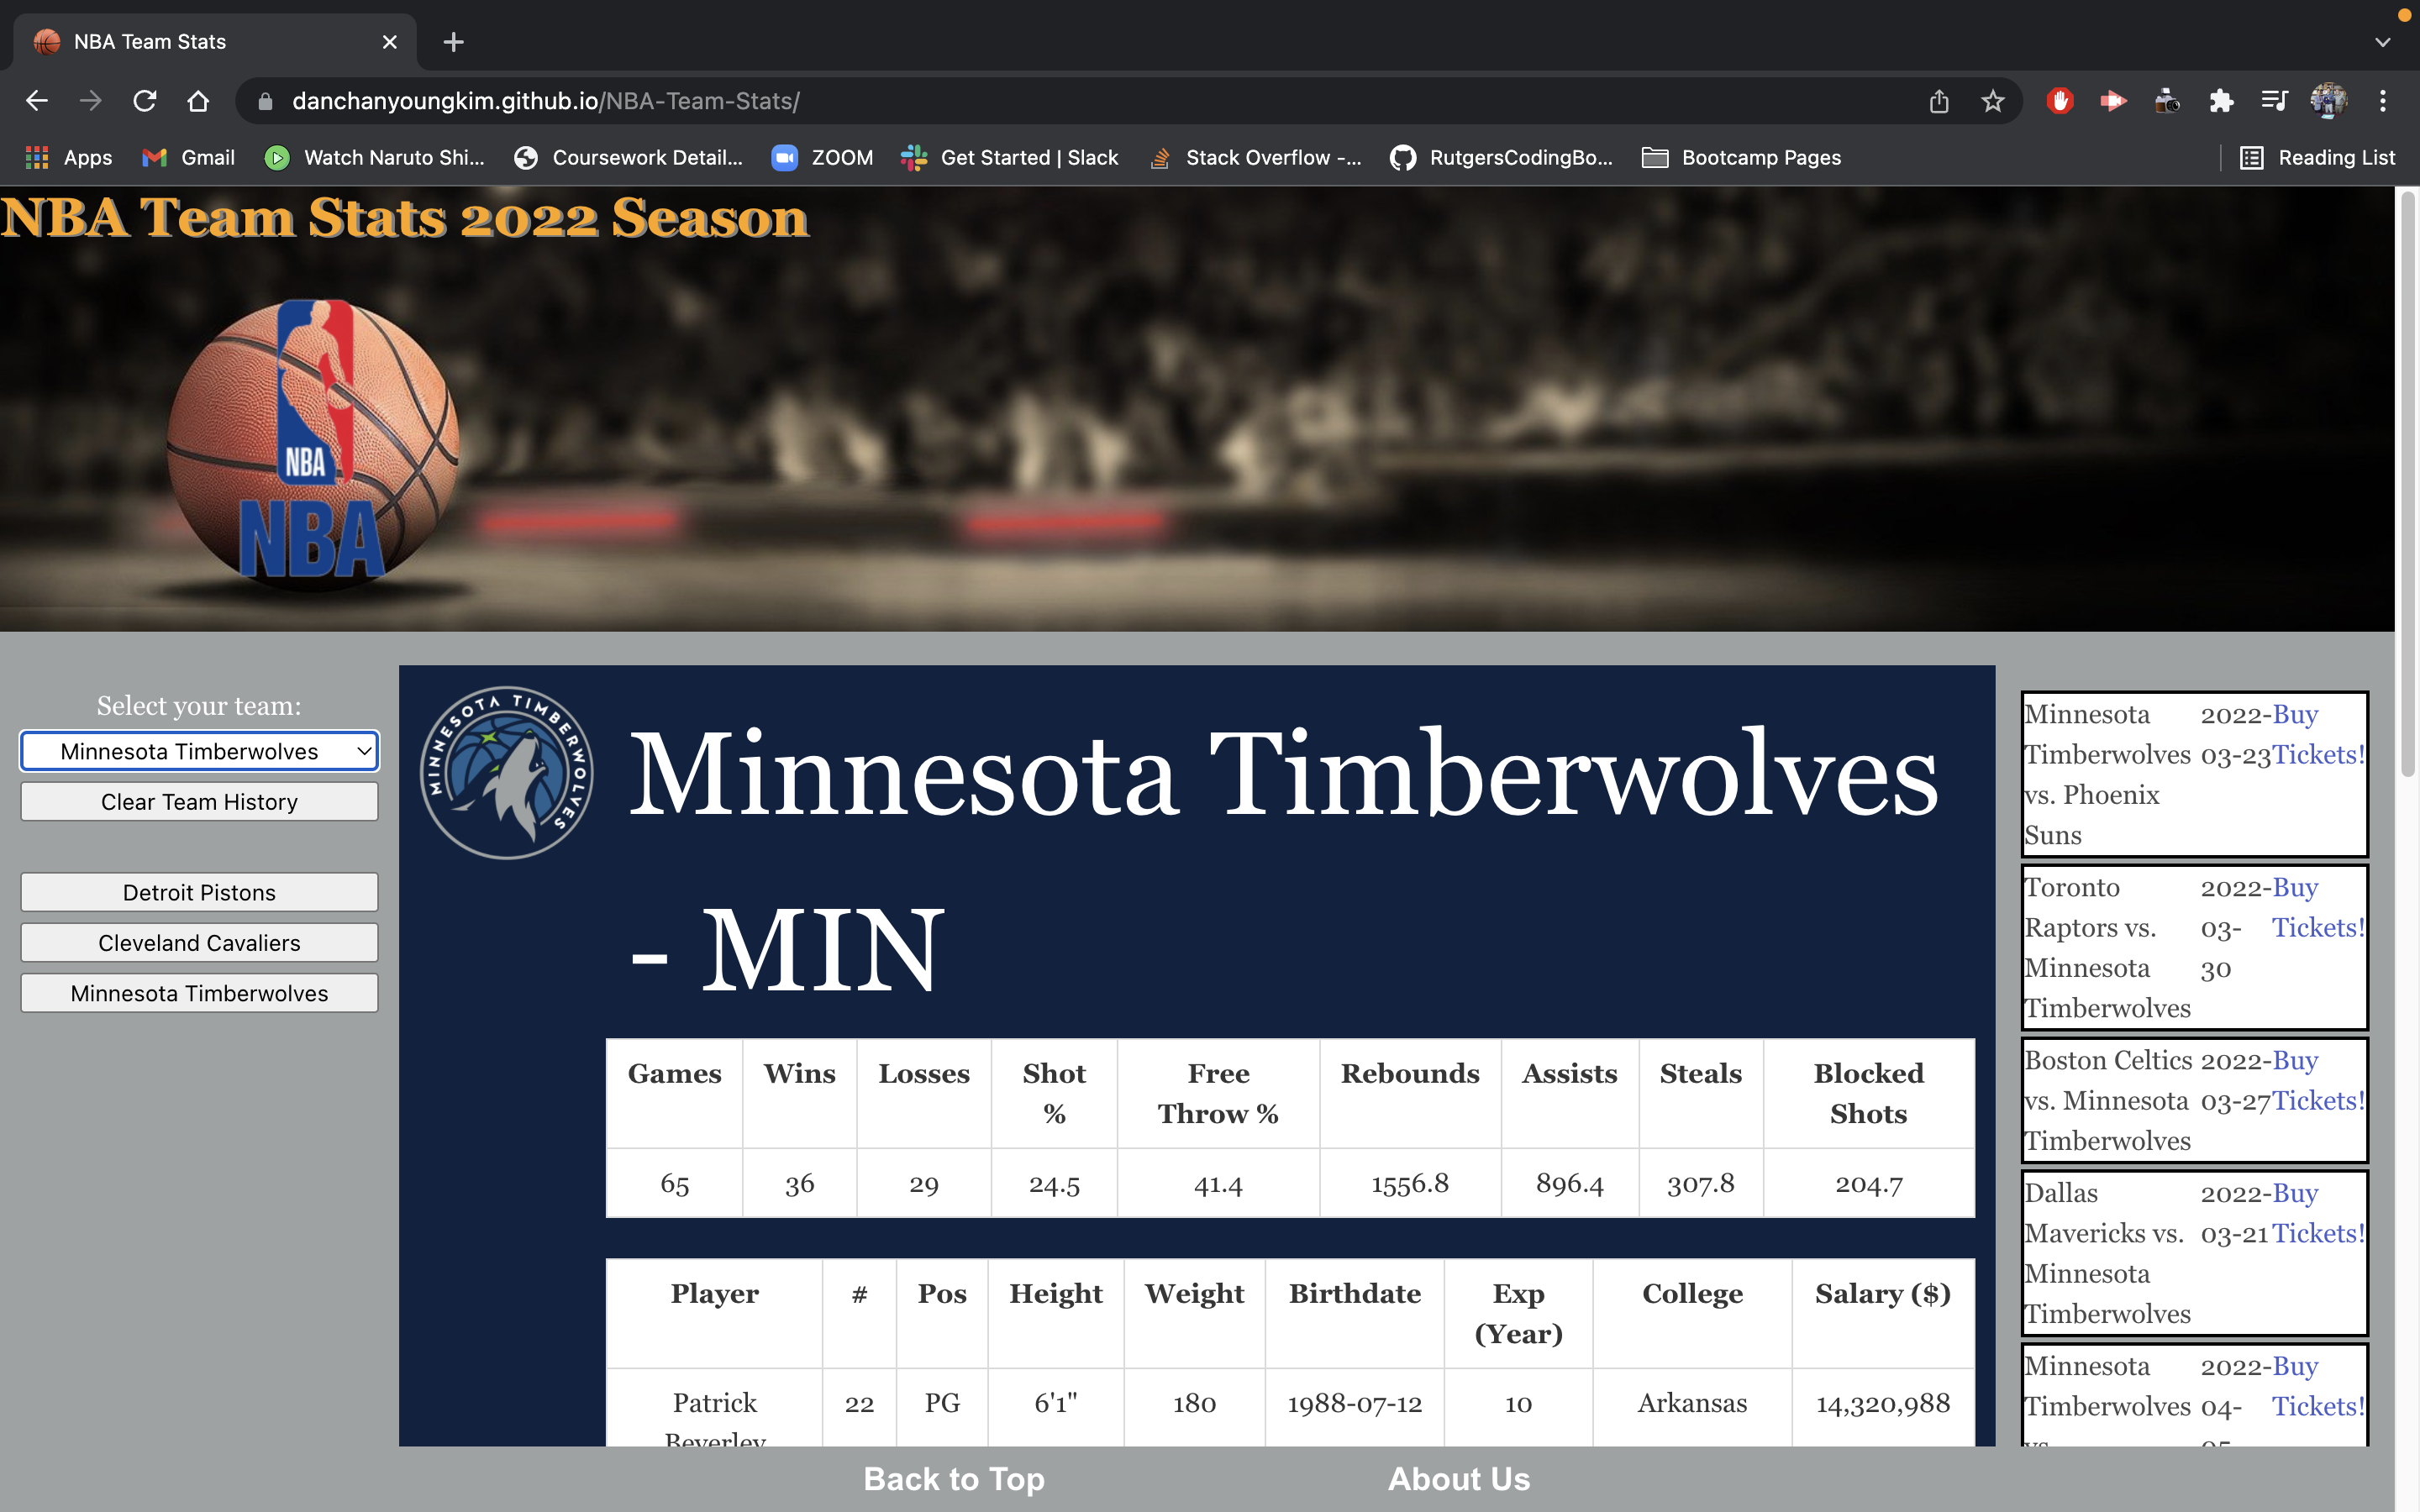 NBA Team Stats
danchanyoungkim.github.io/NBA-Team-Stats/
Apps Gmail Watch Naruto Shi... Coursework Detail... ZOOM Get Started | Slack Stack Overflow -... RutgersCodingBo... Bootcamp Pages Reading List
NBA Team Stats 2022 Season
NBA
NBA
Select your team:
Minnesota Timberwolves
Clear Team History
Detroit Pistons
Cleveland Cavaliers
Minnesota Timberwolves
MINNESOTA TIMBERWOLVES
Minnesota Timberwolves
- MIN
Games Wins Losses Shot % Free Throw % Rebounds Assists Steals Blocked Shots
65 36 29 24.5 41.4 1556.8 896.4 307.8 204.7
Player # Pos Height Weight Birthdate Exp (Year) College Salary ($)
Patrick Beverley 22 PG 6'1" 180 1988-07-12 10 Arkansas 14,320,988
Minnesota 2022- Buy
Timberwolves 03-23 Tickets!
vs. Phoenix
Suns
Toronto 2022- Buy
Raptors vs. 03- Tickets!
Minnesota 30
Timberwolves
Boston Celtics 2022- Buy
vs. Minnesota 03-27 Tickets!
Timberwolves
Dallas 2022- Buy
Mavericks vs. 03-21 Tickets!
Minnesota
Timberwolves
Minnesota 2022- Buy
Timberwolves 04- Tickets!
vs. 05
Back to Top About Us